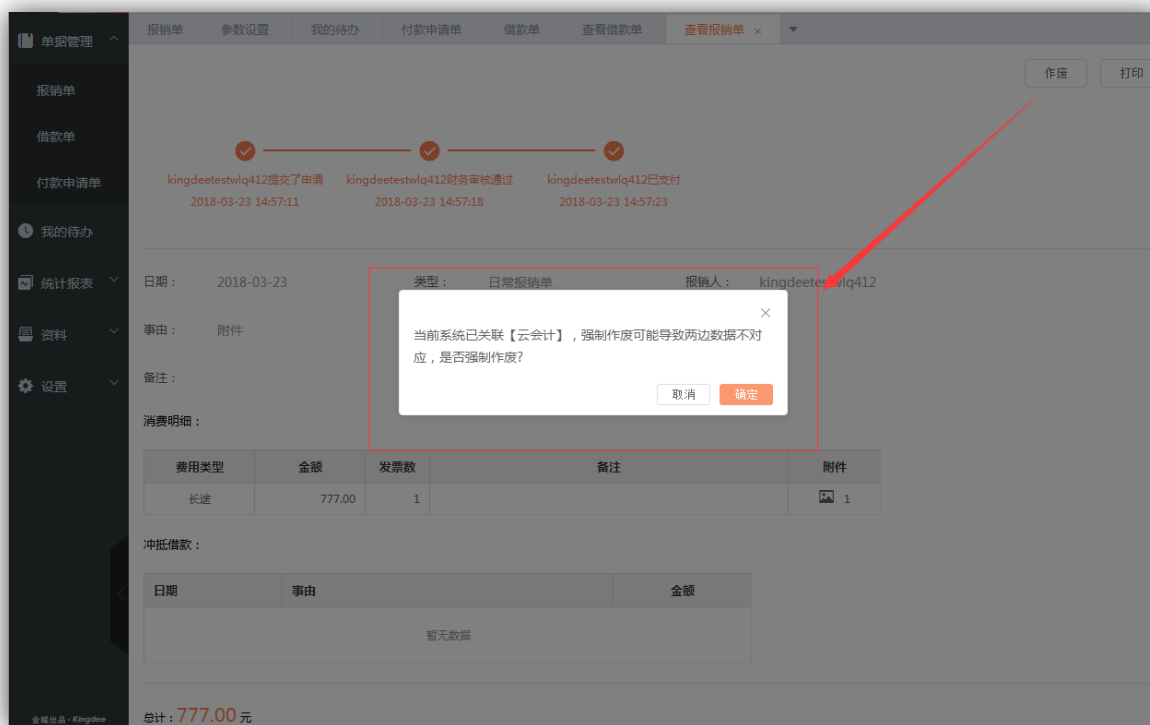 单据管理
报销单
借款单
付款申请单
我的待办
统计报表
资料
设置
金蝶出品 - Kingdee
报销单 参数设置 我的待办 付款申请单 借款单 查看借款单 查看报销单 ×
作废 打印
kingdeetestwlq412提交了申请 kingdeetestwlq412财务审核通过 kingdeetestwlq412已支付
2018-03-23 14:57:11 2018-03-23 14:57:18 2018-03-23 14:57:23
日期： 2018-03-23 类型： 日常报销单 报销人： kingdeetestwlq412
事由： 附件
备注：
当前系统已关联【云会计】，强制作废可能导致两边数据不对
应，是否强制作废?
取消 确定
消费明细：
费用类型 金额 发票数 备注 附件
长途 777.00 1 1
冲抵借款：
日期 事由 金额
暂无数据
总计：777.00 元